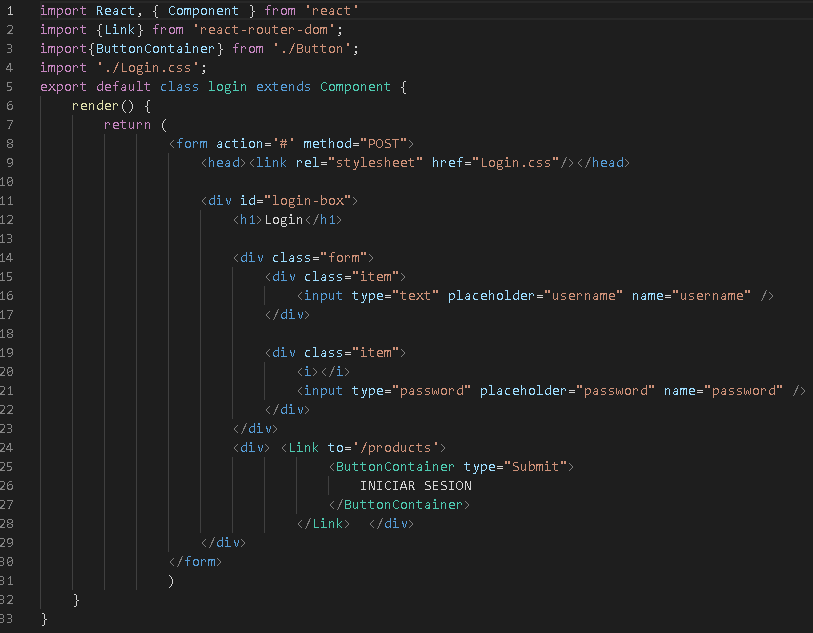 1 import React, { Component } from 'react'
2 import {Link} from 'react-router-dom';
3 import{ButtonContainer} from './Button';
4 import './Login.css';
5 export default class login extends Component {
6 render() {
7 return (
8 <form action='#' method="POST">
9 <head><link rel="stylesheet" href="Login.css"/></head>
10
11 <div id="login-box">
12 <h1>Login</h1>
13
14 <div class="form">
15 <div class="item">
16 <input type="text" placeholder="username" name="username" />
17 </div>
18
19 <div class="item">
20 <i></i>
21 <input type="password" placeholder="password" name="password" />
22 </div>
23 </div>
24 <div> <Link to='/products'>
25 <ButtonContainer type="Submit">
26 INICIAR SESION
27 </ButtonContainer>
28 </Link> </div>
29 </div>
30 </form>
31 )
32 }
33 }